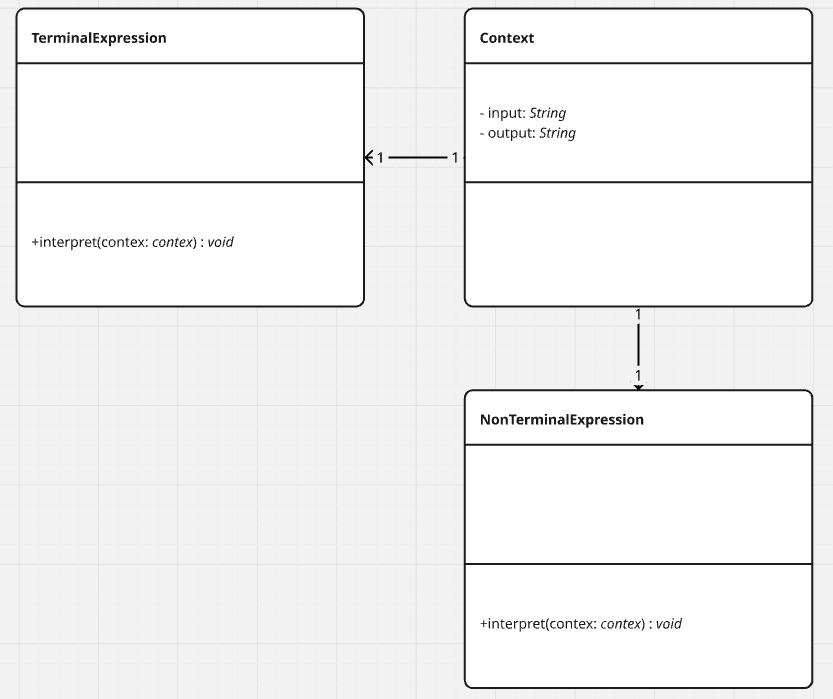 TerminalExpression
+interpret(contex: contex) : void
1
1
Context
- input: String
- output: String
1
1
NonTerminalExpression
+interpret(contex: contex) : void